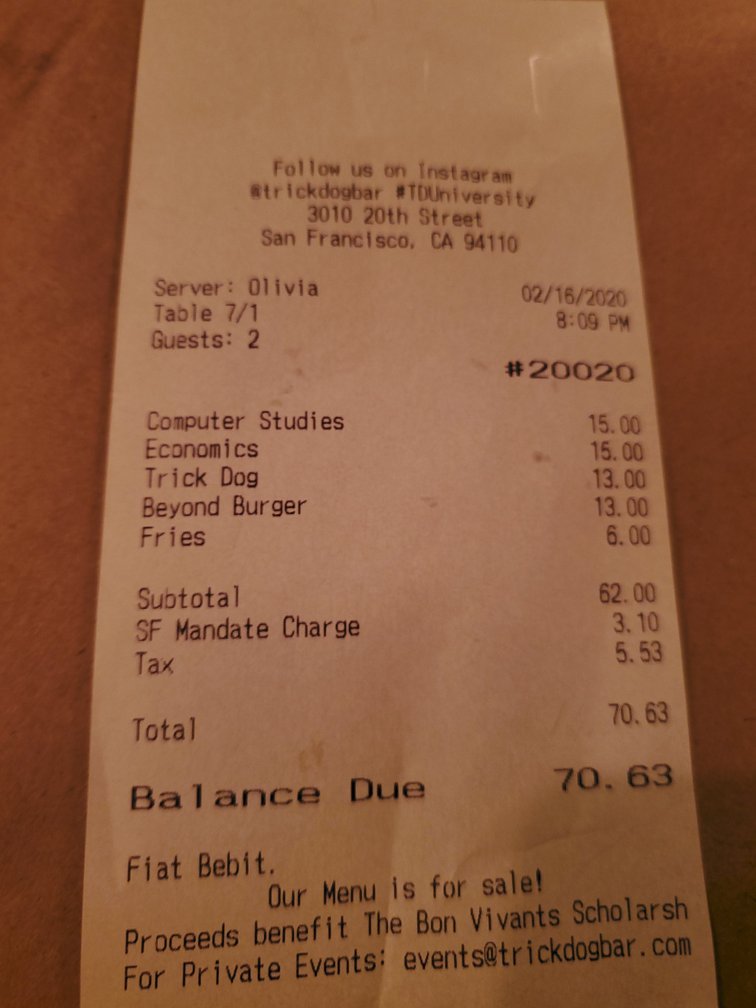 Follow us on Instagram
@trickdogbar #TDUniversity
3010 20th Street
San Francisco, CA 94110
Server: Olivia 02/16/2020
Table 7/1 8:09 PM
Guests: 2
#20020
Computer Studies 15.00
Economics 15.00
Trick Dog 13.00
Beyond Burger 13.00
Fries 6.00
Subtotal 62.00
SF Mandate Charge 3.10
Tax 5.53
Total 70.63
Balance Due 70.63
Fiat Bebit.
Our Menu is for sale!
Proceeds benefit The Bon Vivants Scholarsh
For Private Events: events@trickdogbar.com